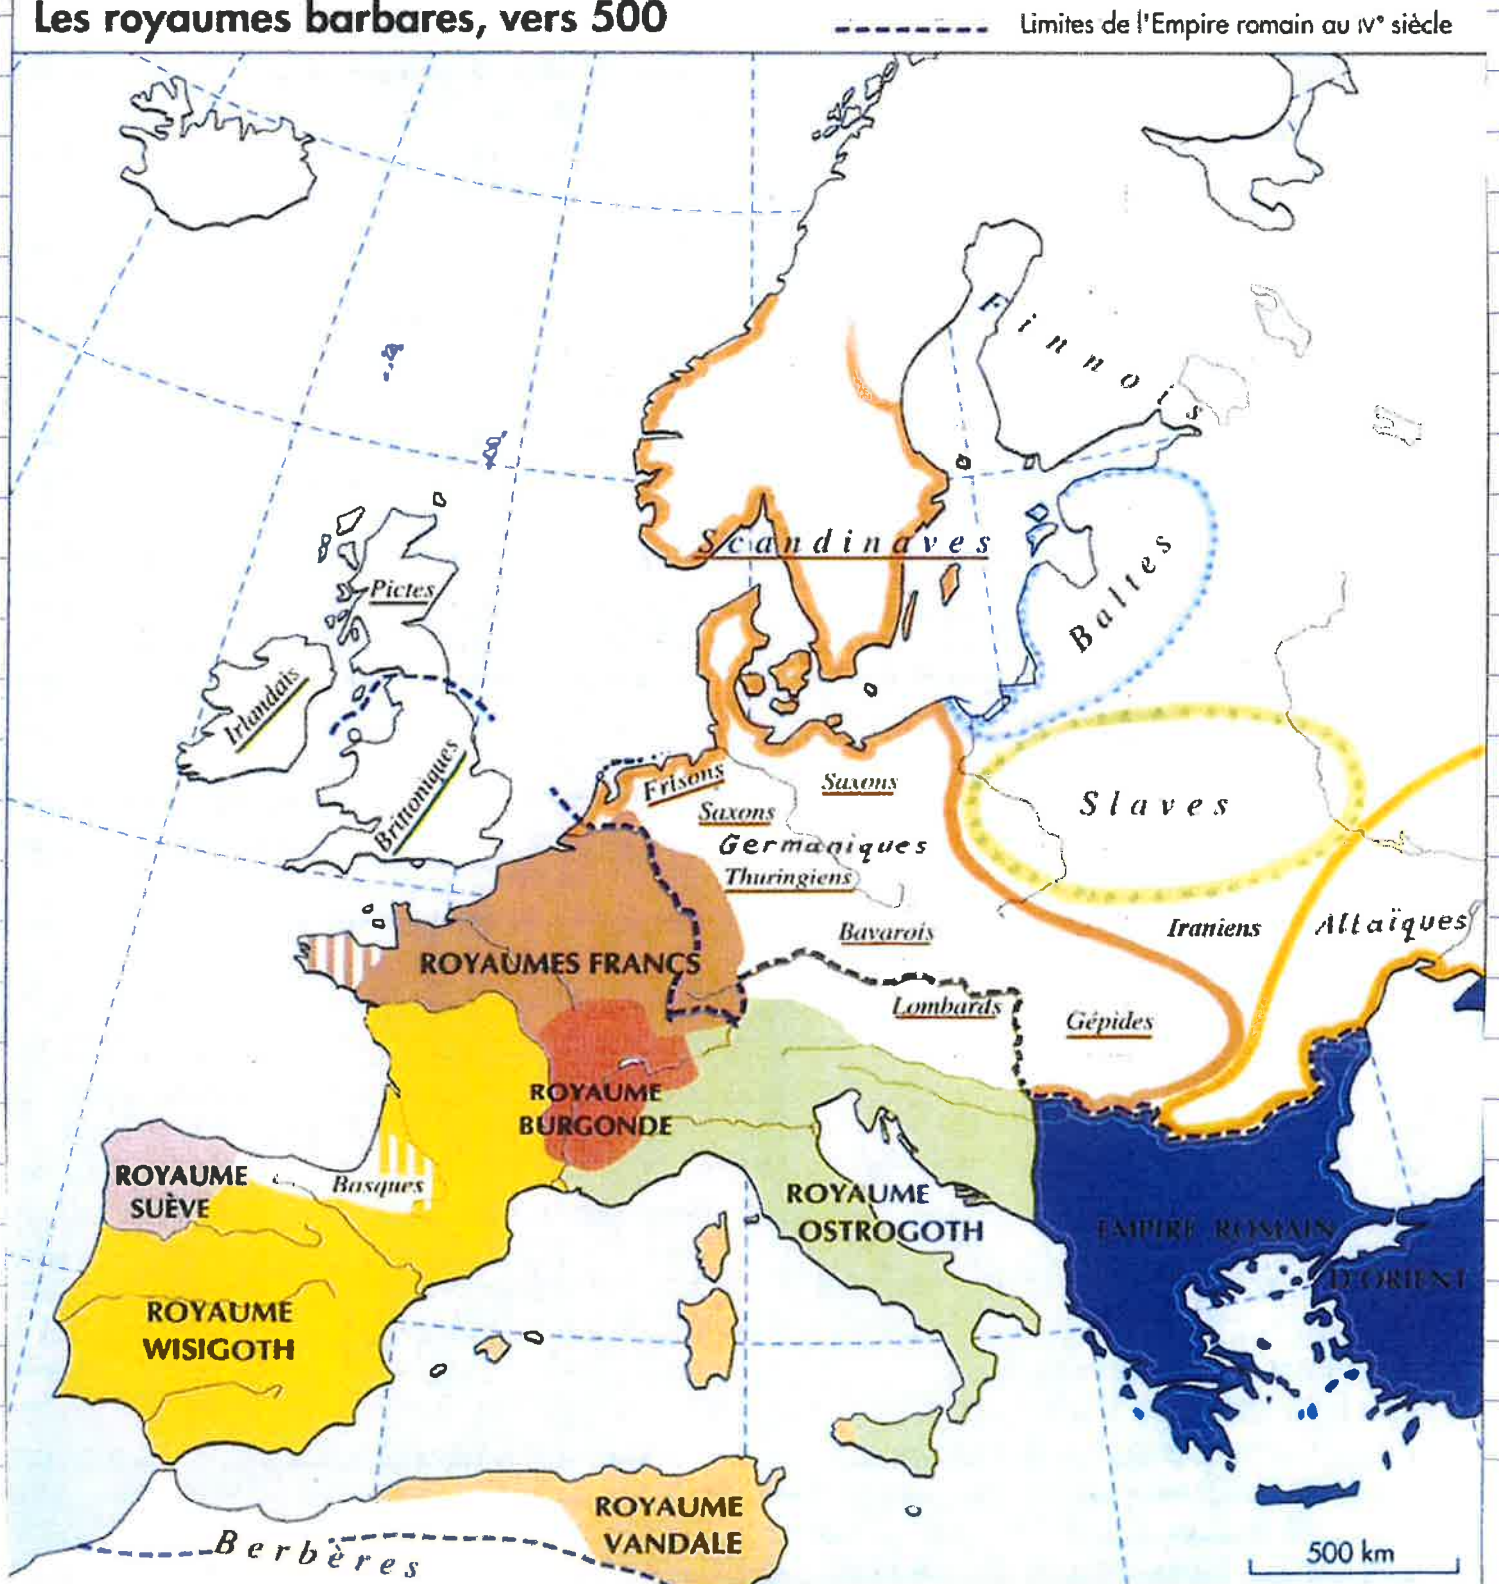 Les royaumes barbares, vers 500
Limites de l'Empire romain au IVᵉ siècle
Finnois
Scandinaves
Baltes
Pictes
Irlandais
Brittoniques
Frisons
Saxons
Saxons
Germaniques
Thuringiens
Slaves
Bavarois
Iraniens
Altaïques
ROYAUMES FRANCS
Lombards
Gépides
ROYAUME
BURGONDE
ROYAUME
SUÈVE
Basques
ROYAUME
OSTROGOTH
EMPIRE ROMAIN
D'ORIENT
ROYAUME
WISIGOTH
ROYAUME
VANDALE
Berbères
500 km